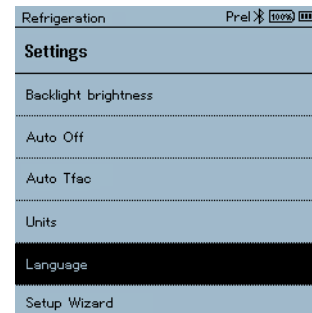 Refrigeration Prel 100%
Settings
Backlight brightness
Auto Off
Auto Tfac
Units
Language
Setup Wizard